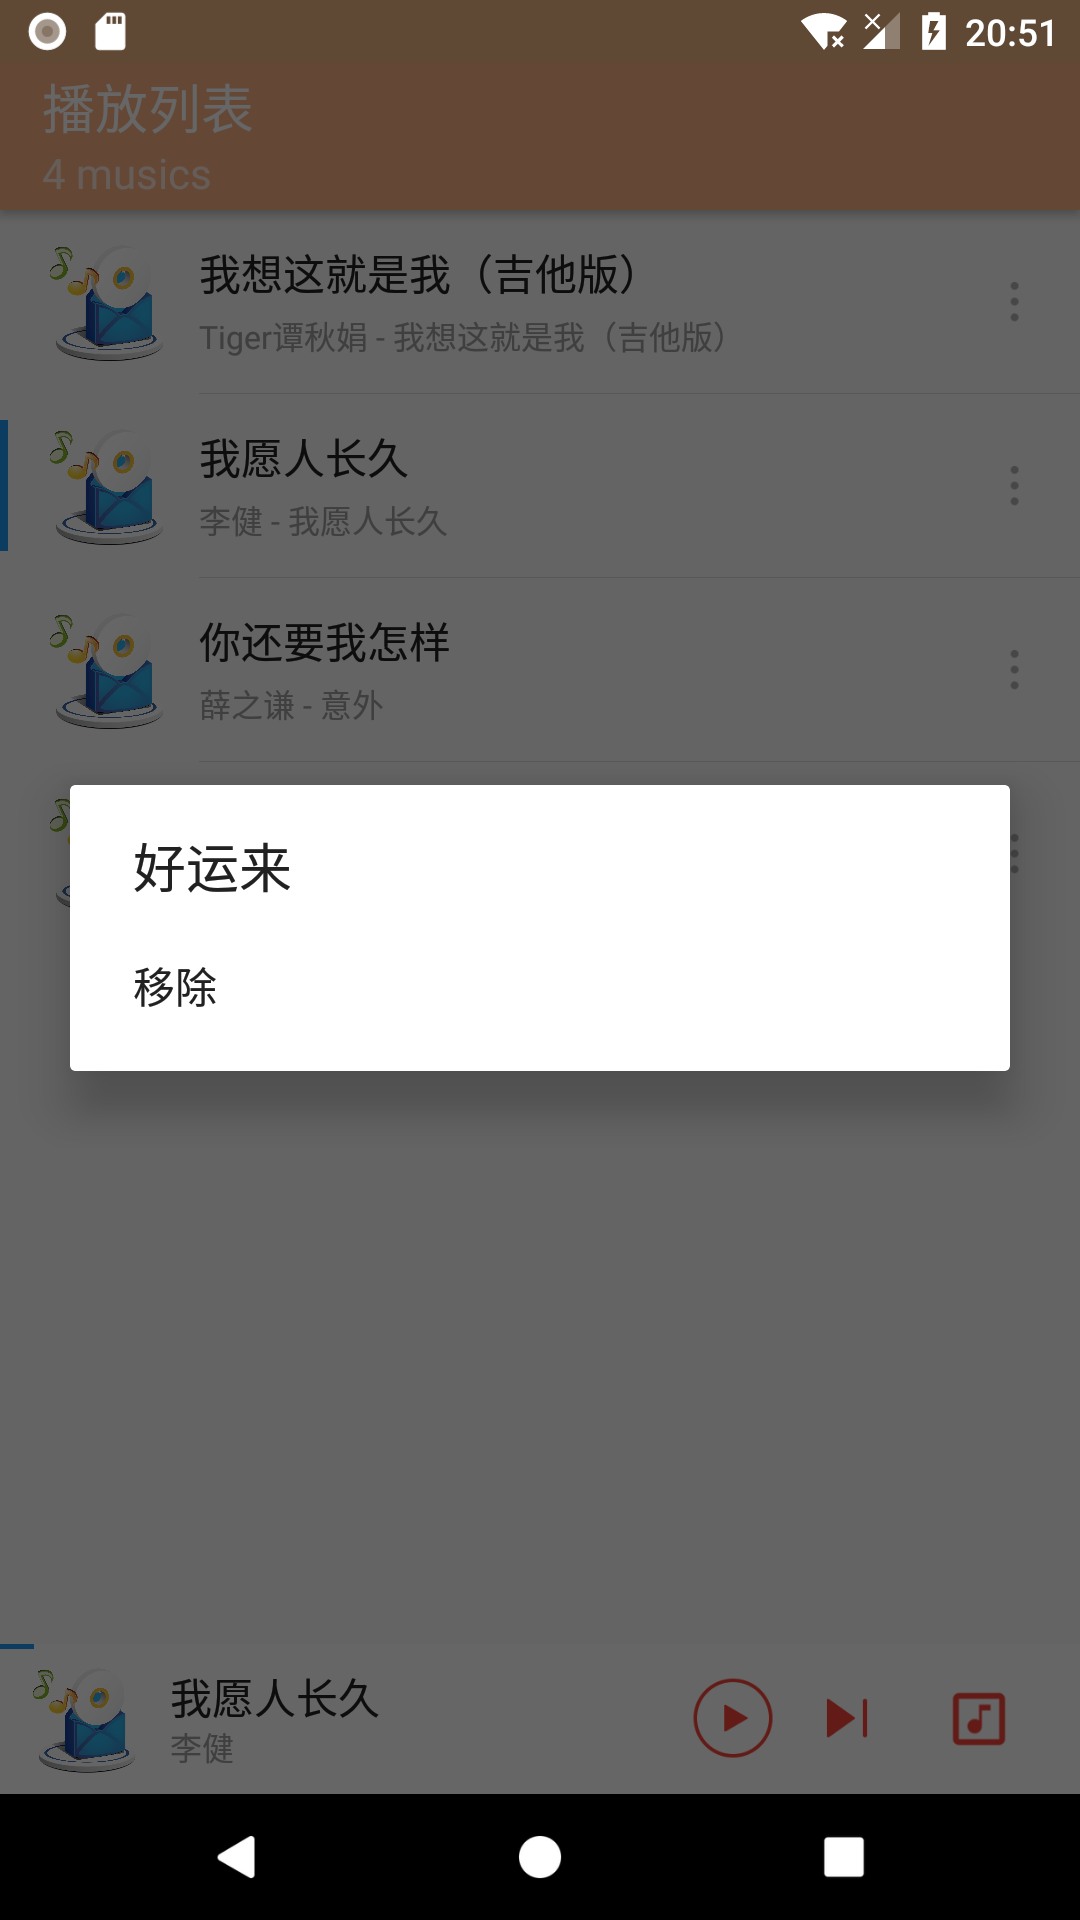 20:51
播放列表
4 musics
我想这就是我（吉他版）
Tiger谭秋娟 - 我想这就是我（吉他版）
我愿人长久
李健 - 我愿人长久
你还要我怎样
薛之谦 - 意外
好运来
移除
我愿人长久
李健